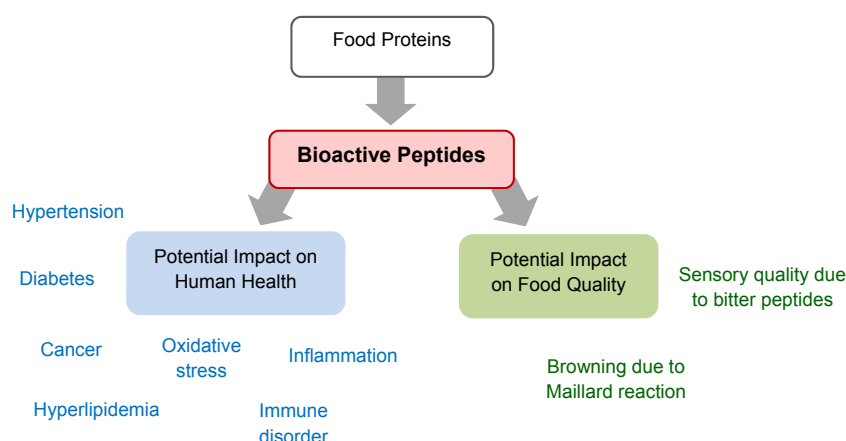 Food Proteins
Bioactive Peptides
Hypertension
Potential Impact on
Human Health
Potential Impact
on Food Quality
Diabetes
Sensory quality due
to bitter peptides
Cancer
Oxidative
stress
Inflammation
Browning due to
Maillard reaction
Hyperlipidemia
Immune
disorder